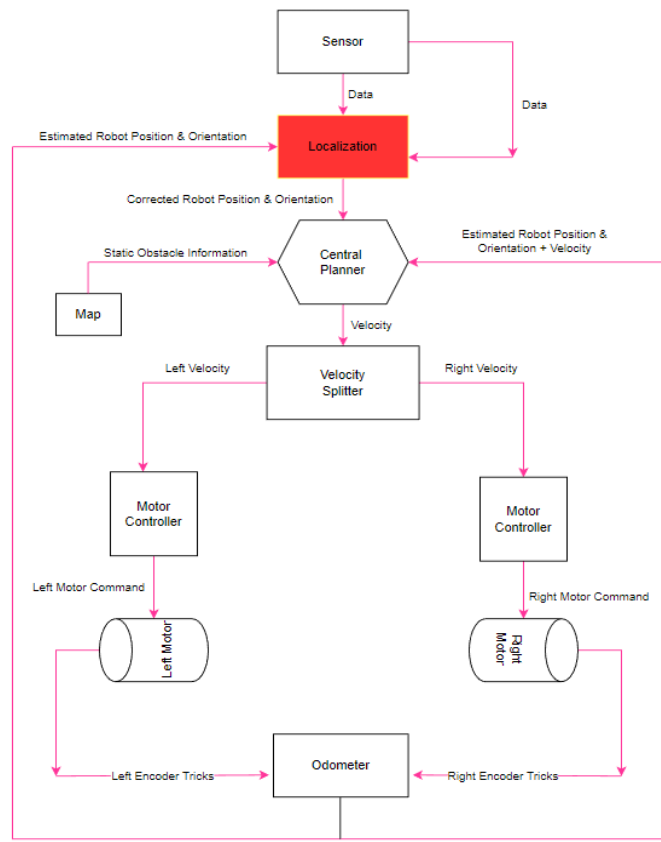 Sensor
Data
Data
Estimated Robot Position & Orientation
Localization
Corrected Robot Position & Orientation
Estimated Robot Position &
Orientation + Velocity
Static Obstacle Information
Central
Planner
Map
Velocity
Left Velocity
Velocity
Splitter
Right Velocity
Motor
Controller
Motor
Controller
Left Motor Command
Right Motor Command
Left Motor
Right
Motor
Odometer
Left Encoder Tricks
Right Encoder Tricks